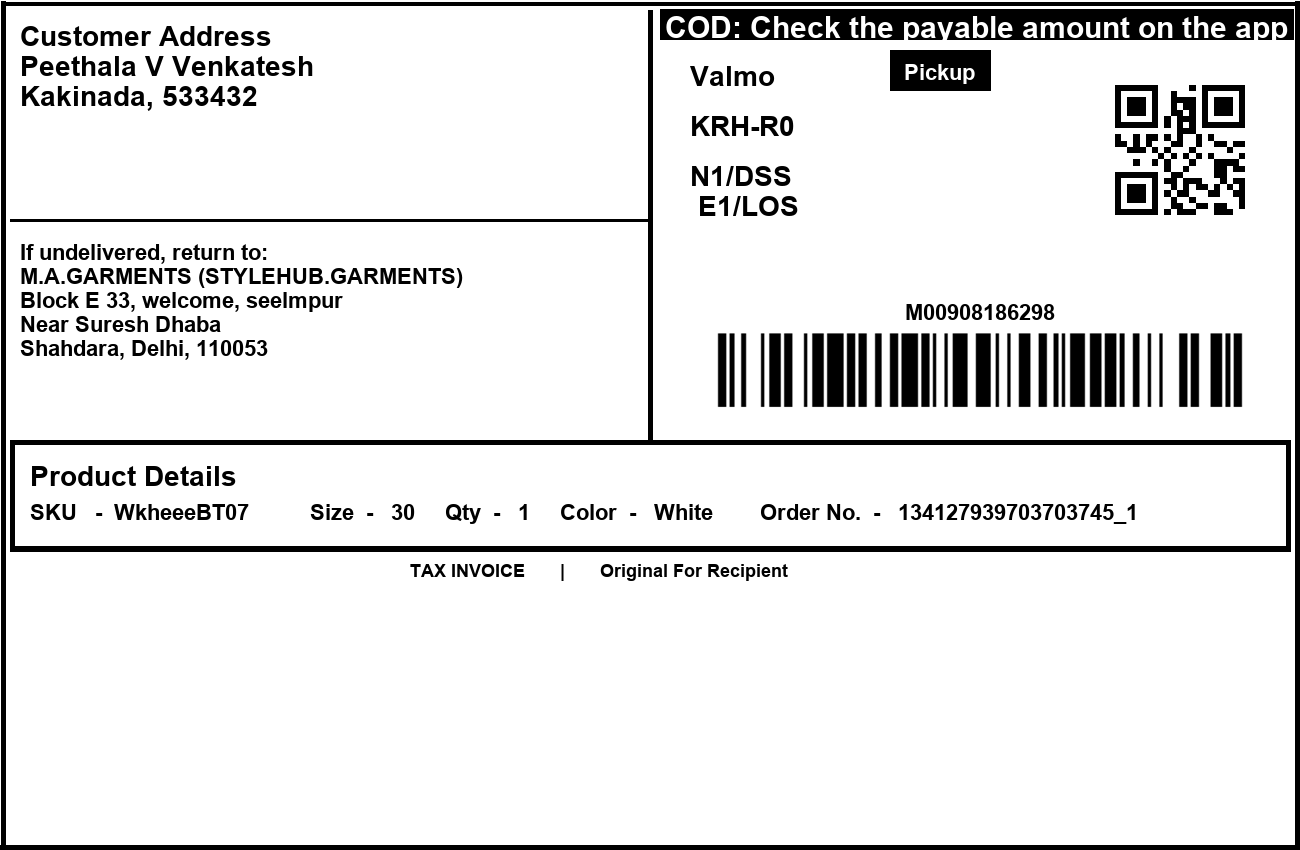 Customer Address
Peethala V Venkatesh
Kakinada, 533432
If undelivered, return to:
M.A.GARMENTS (STYLEHUB.GARMENTS)
Block E 33, welcome, seelmpur
Near Suresh Dhaba
Shahdara, Delhi, 110053
COD: Check the payable amount on the app
Valmo
Pickup
KRH-R0
N1/DSS
E1/LOS
M00908186298
Product Details
SKU - WkheeeBT07 Size - 30 Qty - 1 Color - White Order No. - 134127939703703745_1
TAX INVOICE | Original For Recipient